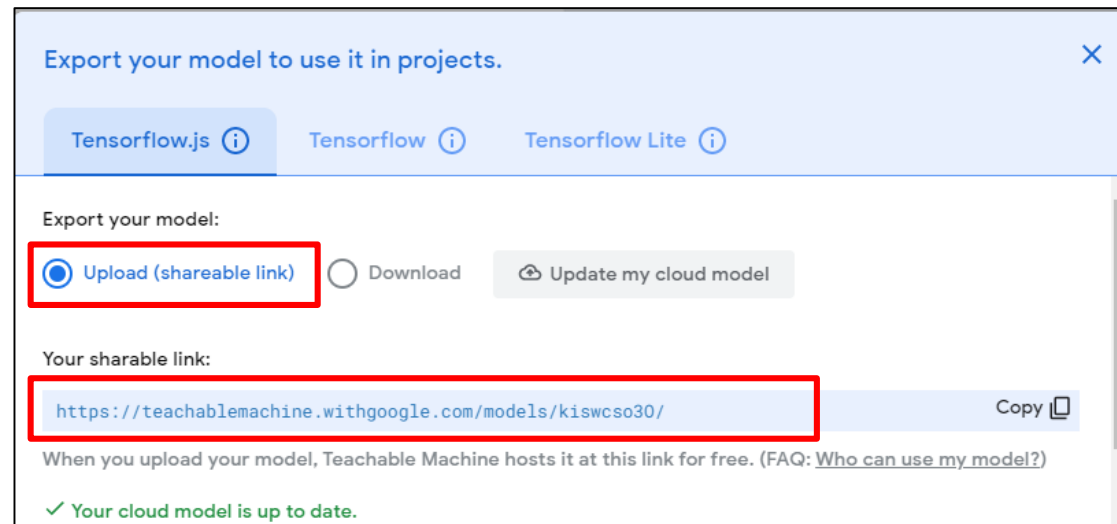 Export your model to use it in projects.
Tensorflow.js
Tensorflow
Tensorflow Lite
Export your model:
Upload (shareable link)
Download
Update my cloud model
Your sharable link:
https://teachablemachine.withgoogle.com/models/kiswcso30/
Copy
When you upload your model, Teachable Machine hosts it at this link for free. (FAQ: Who can use my model?)
✓ Your cloud model is up to date.